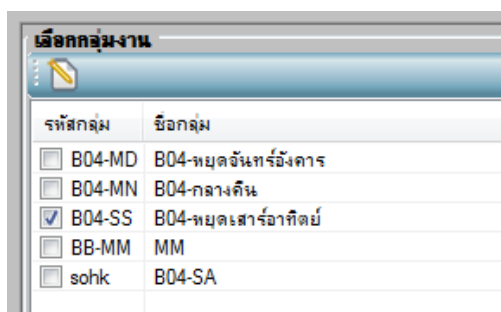 เลือกกลุ่มงาน
รหัสกลุ่ม ชื่อกลุ่ม
B04-MD B04-หยุดจันทร์อังคาร
B04-MN B04-กลางคืน
B04-SS B04-หยุดเสาร์อาทิตย์
BB-MM MM
sohk B04-SA